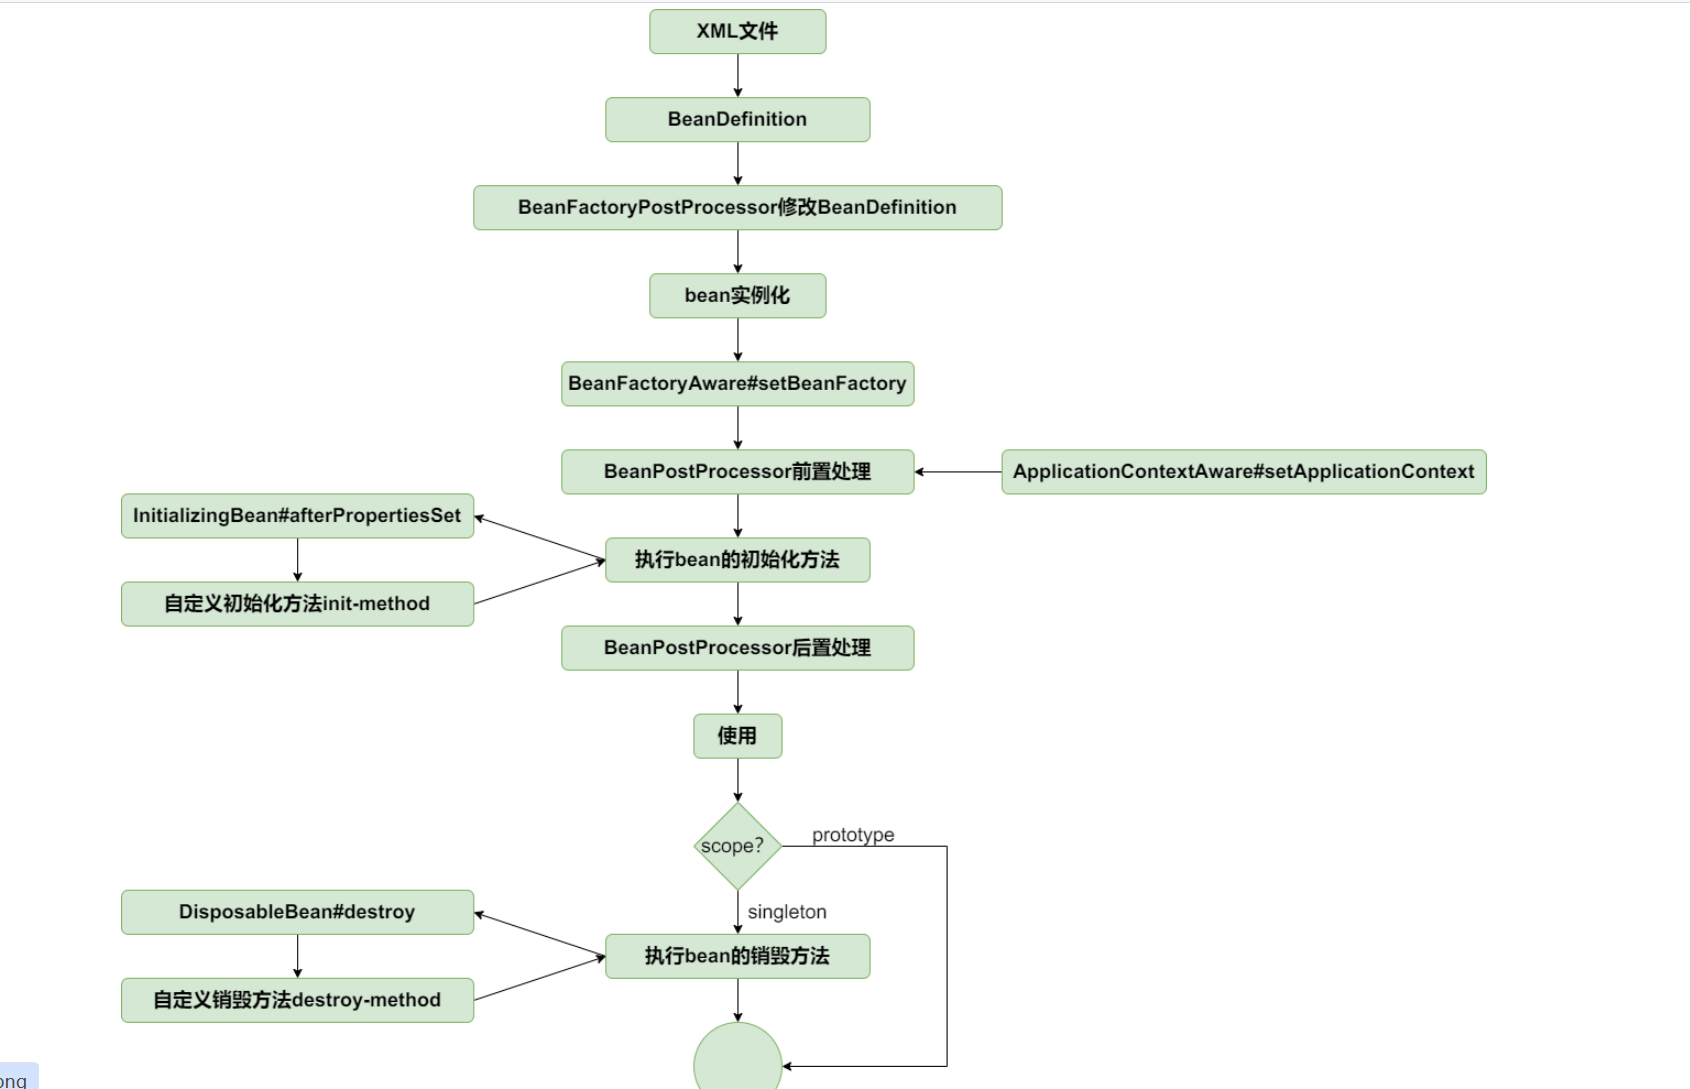 XML文件
BeanDefinition
BeanFactoryPostProcessor修改BeanDefinition
bean实例化
BeanFactoryAware#setBeanFactory
BeanPostProcessor前置处理
ApplicationContextAware#setApplicationContext
InitializingBean#afterPropertiesSet
执行bean的初始化方法
自定义初始化方法init-method
BeanPostProcessor后置处理
使用
scope?
prototype
singleton
DisposableBean#destroy
执行bean的销毁方法
自定义销毁方法destroy-method